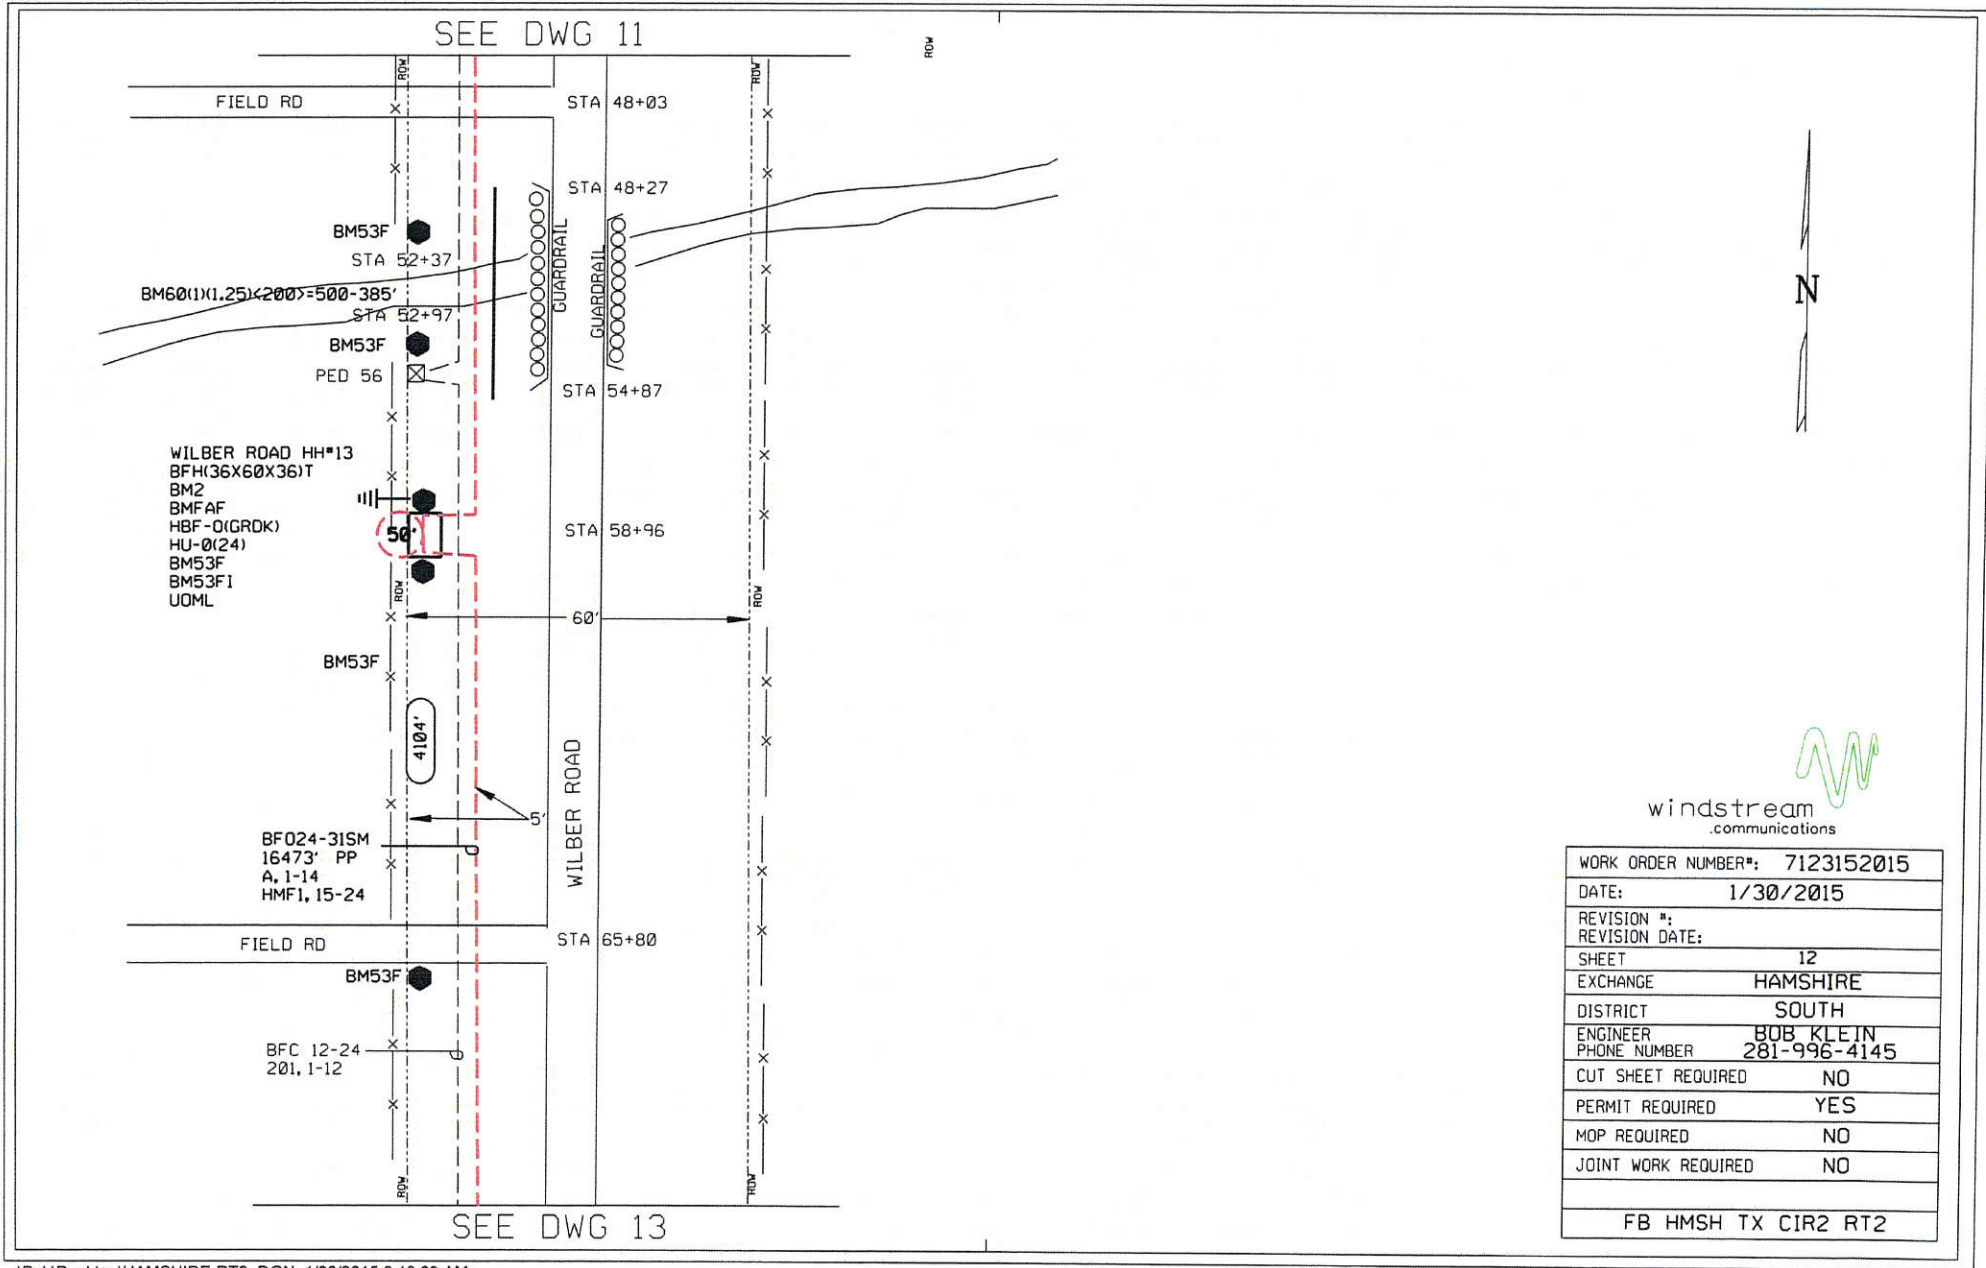 SEE DWG 11
ROW
ROW
ROW
FIELD RD
STA 48+03
STA 48+27
BM53F
STA 52+37
GUARDRAIL
GUARDRAIL
BM60(1)(1.25)<200>=500-385'
STA 52+97
BM53F
PED 56
STA 54+87
N
WILBER ROAD HH#13
BFH(36X60X36)T
BM2
BMFAF
HBF-O(GRDK)
HU-0(24)
BM53F
BM53FI
UOML
50'
STA 58+96
ROW
ROW
60'
BM53F
4104'
WILBER ROAD
5'
BFO24-31SM
16473' PP
A, 1-14
HMF1, 15-24
FIELD RD
STA 65+80
BM53F
BFC 12-24
201, 1-12
ROW
ROW
SEE DWG 13
windstream
.communications
WORK ORDER NUMBER#: 7123152015
DATE: 1/30/2015
REVISION #:
REVISION DATE:
SHEET 12
EXCHANGE HAMSHIRE
DISTRICT SOUTH
ENGINEER BOB KLEIN
PHONE NUMBER 281-996-4145
CUT SHEET REQUIRED NO
PERMIT REQUIRED YES
MOP REQUIRED NO
JOINT WORK REQUIRED NO
FB HMSH TX CIR2 RT2